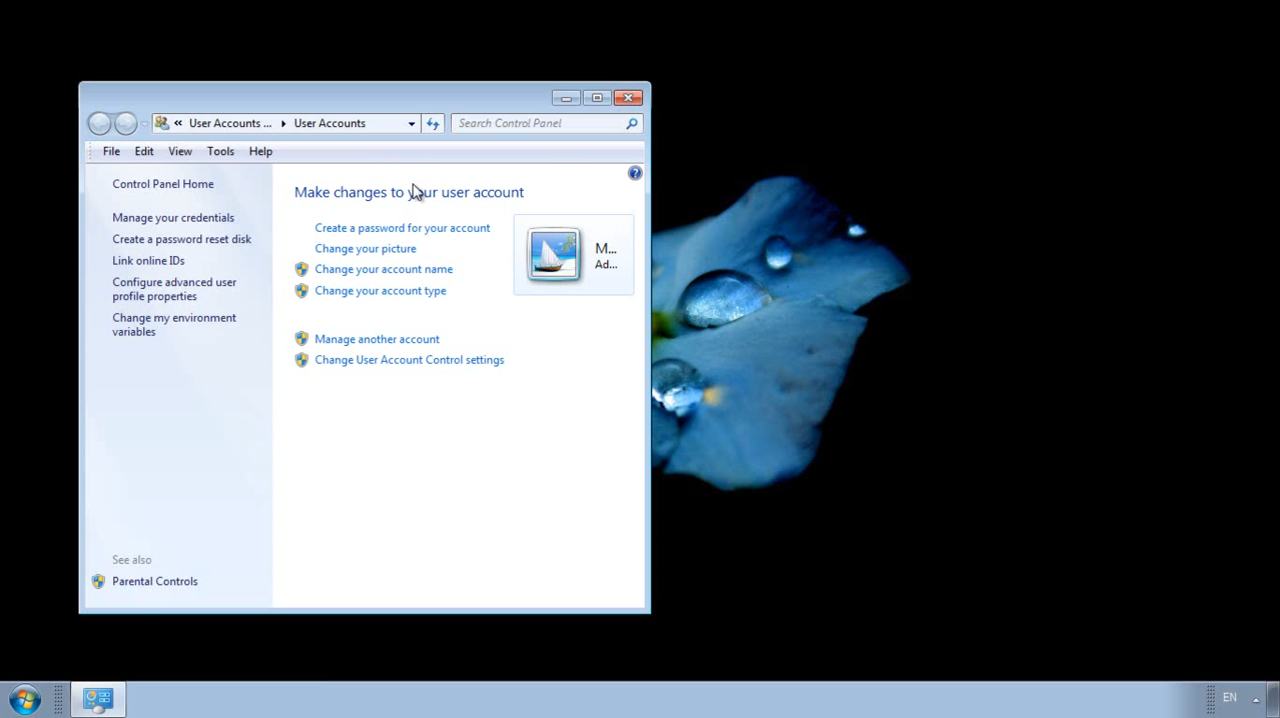 « User Accounts ... ▸ User Accounts
Search Control Panel
File Edit View Tools Help
Control Panel Home
Manage your credentials
Create a password reset disk
Link online IDs
Configure advanced user
profile properties
Change my environment
variables
See also
Parental Controls
Make changes to your user account
Create a password for your account
Change your picture
Change your account name
Change your account type
Manage another account
Change User Account Control settings
M...
Ad...
EN